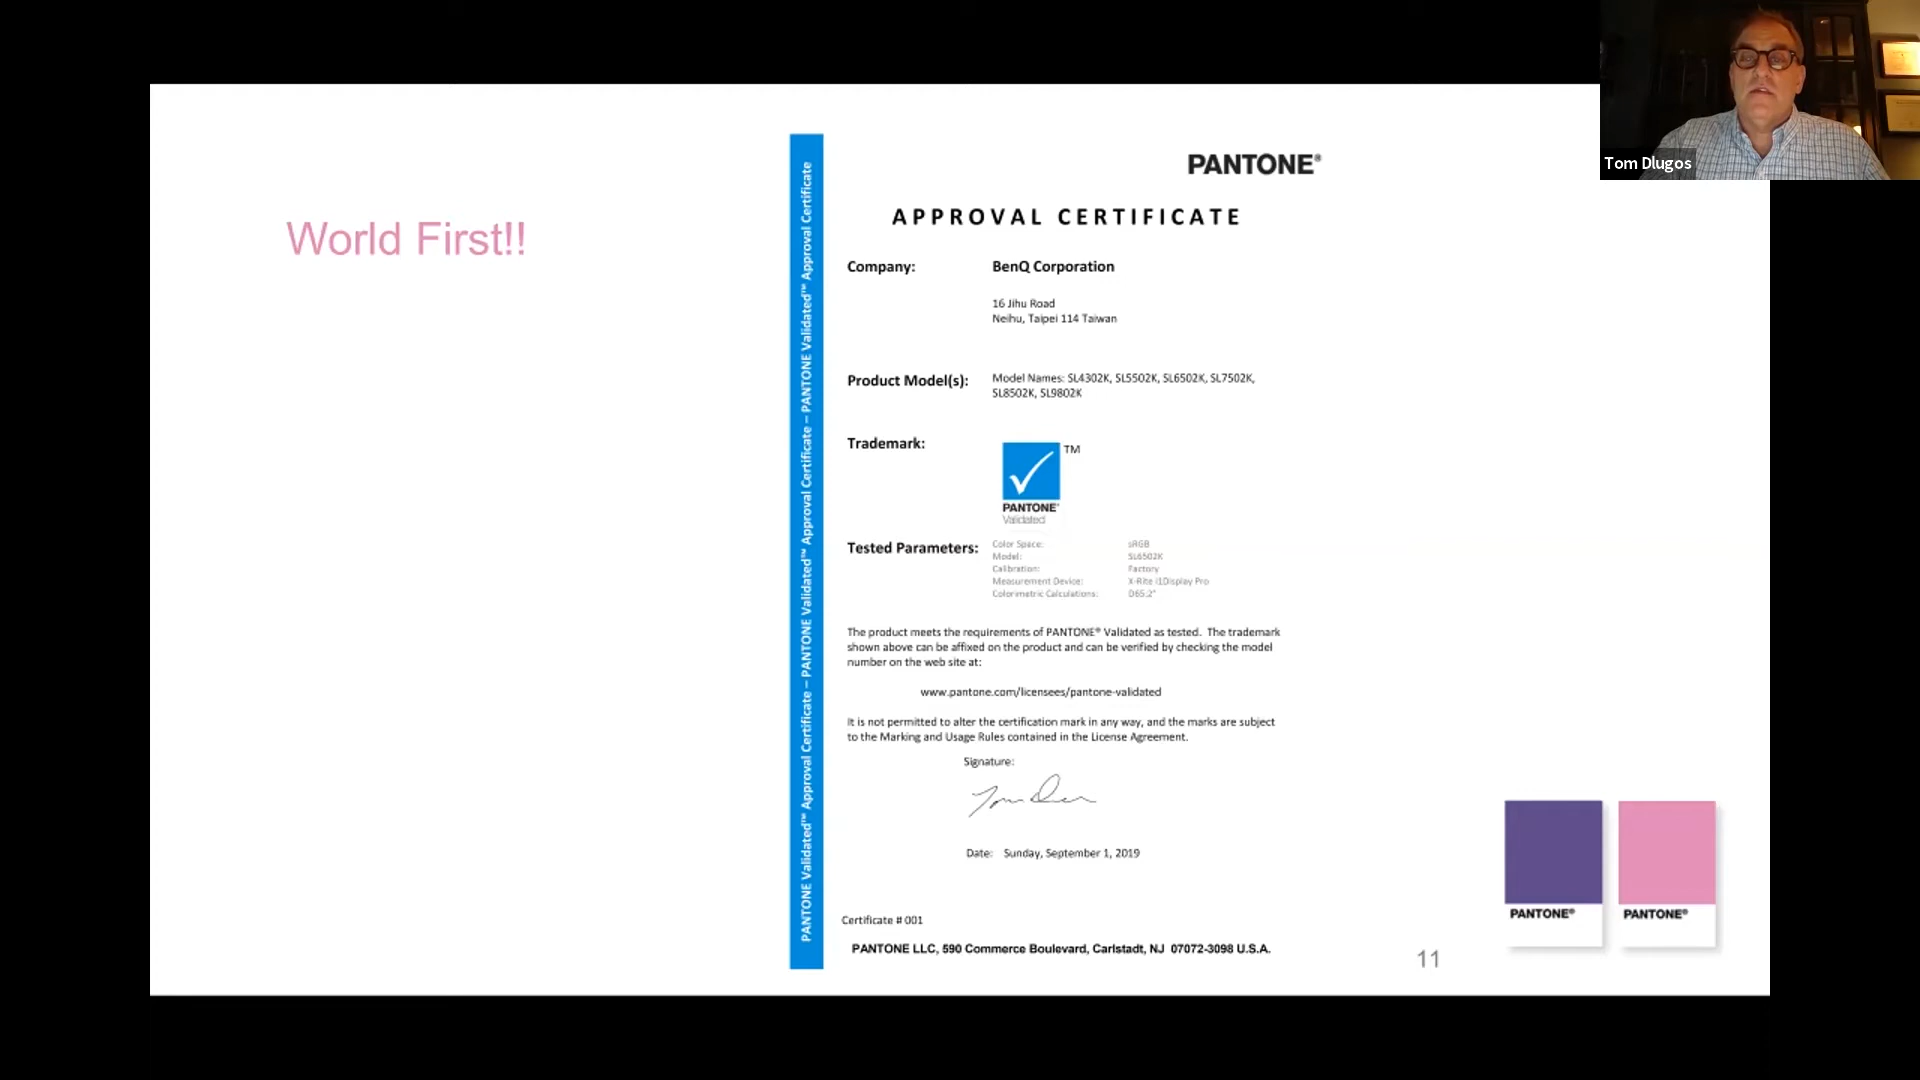 World First!!
PANTONE Validated™ Approval Certificate – PANTONE Validated™ Approval Certificate – PANTONE Validated™ Approval Certificate
PANTONE®
APPROVAL CERTIFICATE
Company: BenQ Corporation
16 Jihu Road
Neihu, Taipei 114 Taiwan
Product Model(s): Model Names: SL4302K, SL5502K, SL6502K, SL7502K,
SL8502K, SL9802K
Trademark:
TM
PANTONE®
Validated
Tested Parameters: Color Space: sRGB
Model: SL6502K
Calibration: Factory
Measurement Device: X-Rite i1Display Pro
Colorimetric Calculations: D65,2°
The product meets the requirements of PANTONE® Validated as tested. The trademark
shown above can be affixed on the product and can be verified by checking the model
number on the web site at:
www.pantone.com/licensees/pantone-validated
It is not permitted to alter the certification mark in any way, and the marks are subject
to the Marking and Usage Rules contained in the License Agreement.
Signature:
Date: Sunday, September 1, 2019
Certificate # 001
PANTONE LLC, 590 Commerce Boulevard, Carlstadt, NJ 07072-3098 U.S.A.
11
PANTONE®
PANTONE®
Tom Dlugos